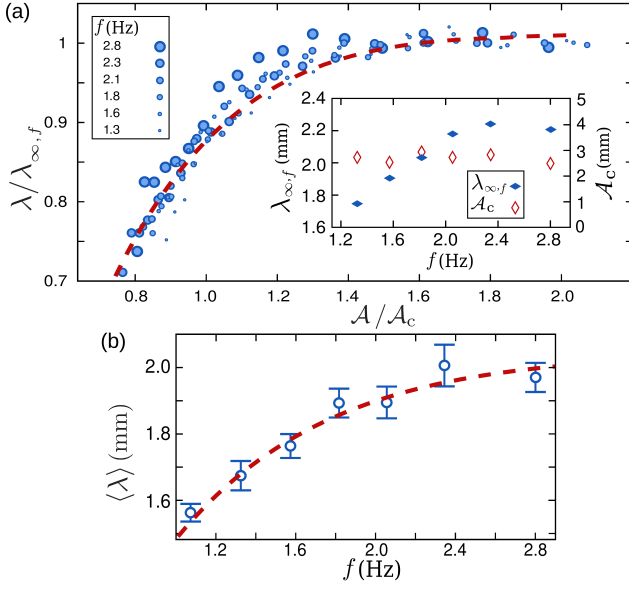 (a)
f (Hz)
2.8
2.3
2.1
1.8
1.6
1.3
1
0.9
0.8
0.7
λ/λ∞,f
0.8 1.0 1.2 1.4 1.6 1.8 2.0
𝒜/𝒜c
2.4
2.2
2.0
1.8
1.6
λ∞,f (mm)
5
4
3
2
1
0
𝒜c (mm)
λ∞,f
𝒜c
1.2 1.6 2.0 2.4 2.8
f (Hz)
(b)
2.0
1.8
1.6
⟨λ⟩ (mm)
1.2 1.6 2.0 2.4 2.8
f (Hz)